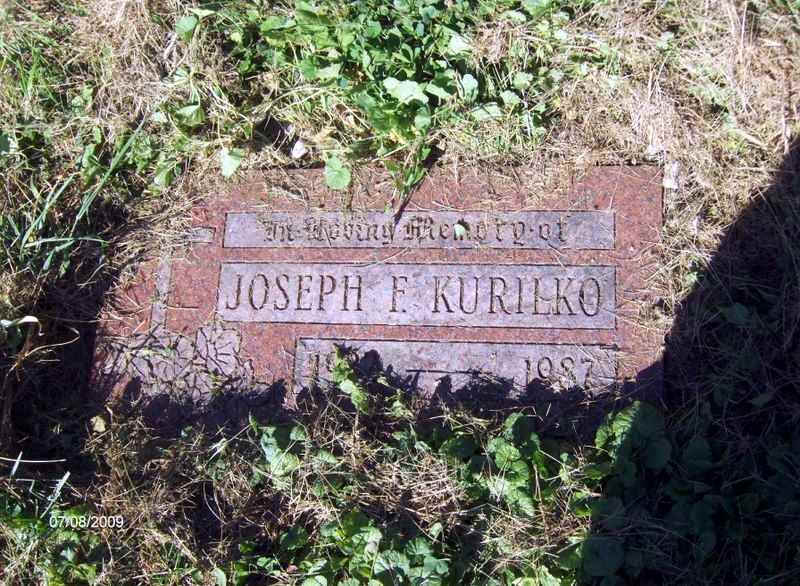 In Loving Memory of
JOSEPH F. KURILKO
1987
07/08/2009